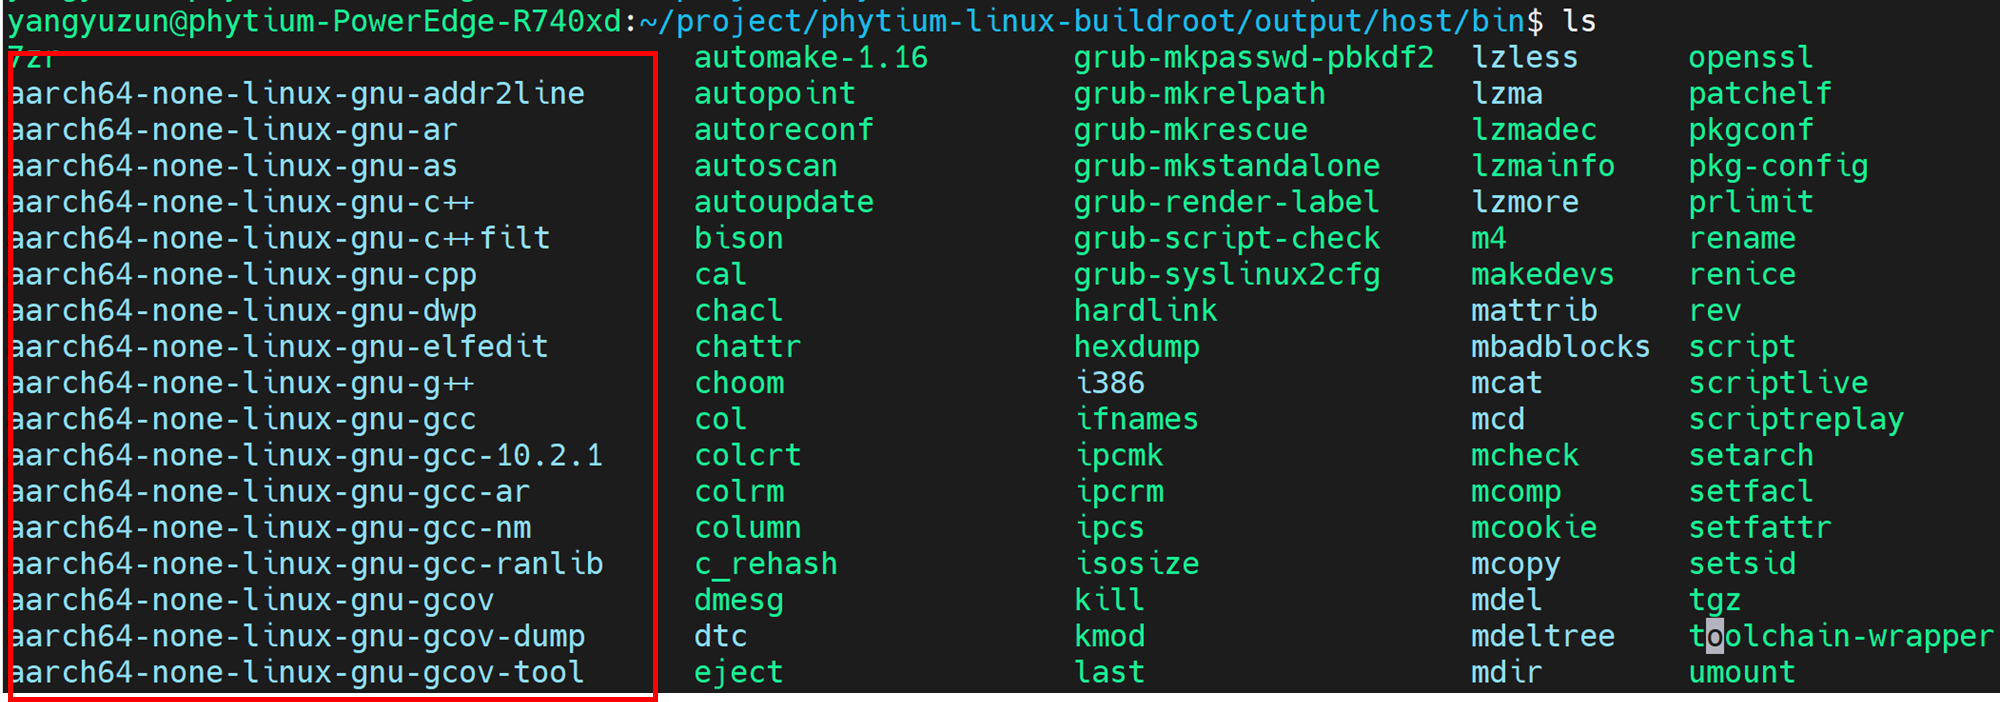 yangyuzun@phytium-PowerEdge-R740xd:~/project/phytium-linux-buildroot/output/host/bin$ ls
7zr automake-1.16 grub-mkpasswd-pbkdf2 lzless openssl
aarch64-none-linux-gnu-addr2line autopoint grub-mkrelpath lzma patchelf
aarch64-none-linux-gnu-ar autoreconf grub-mkrescue lzmadec pkgconf
aarch64-none-linux-gnu-as autoscan grub-mkstandalone lzmainfo pkg-config
aarch64-none-linux-gnu-c++ autoupdate grub-render-label lzmore prlimit
aarch64-none-linux-gnu-c++filt bison grub-script-check m4 rename
aarch64-none-linux-gnu-cpp cal grub-syslinux2cfg makedevs renice
aarch64-none-linux-gnu-dwp chacl hardlink mattrib rev
aarch64-none-linux-gnu-elfedit chattr hexdump mbadblocks script
aarch64-none-linux-gnu-g++ choom i386 mcat scriptlive
aarch64-none-linux-gnu-gcc col ifnames mcd scriptreplay
aarch64-none-linux-gnu-gcc-10.2.1 colcrt ipcmk mcheck setarch
aarch64-none-linux-gnu-gcc-ar colrm ipcrm mcomp setfacl
aarch64-none-linux-gnu-gcc-nm column ipcs mcookie setfattr
aarch64-none-linux-gnu-gcc-ranlib c_rehash isosize mcopy setsid
aarch64-none-linux-gnu-gcov dmesg kill mdel tgz
aarch64-none-linux-gnu-gcov-dump dtc kmod mdeltree toolchain-wrapper
aarch64-none-linux-gnu-gcov-tool eject last mdir umount